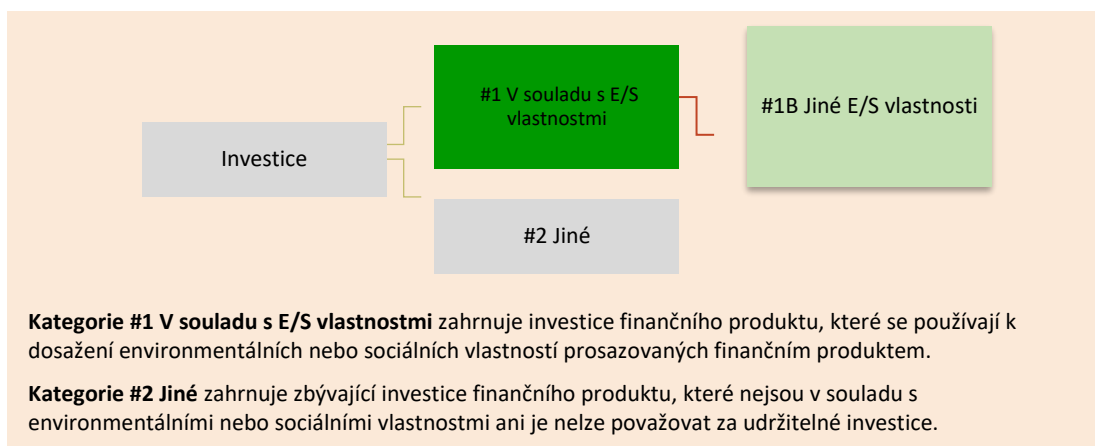 #1 V souladu s E/S
vlastnostmi
#1B Jiné E/S vlastnosti
Investice
#2 Jiné
Kategorie #1 V souladu s E/S vlastnostmi zahrnuje investice finančního produktu, které se používají k
dosažení environmentálních nebo sociálních vlastností prosazovaných finančním produktem.
Kategorie #2 Jiné zahrnuje zbývající investice finančního produktu, které nejsou v souladu s
environmentálními nebo sociálními vlastnostmi ani je nelze považovat za udržitelné investice.